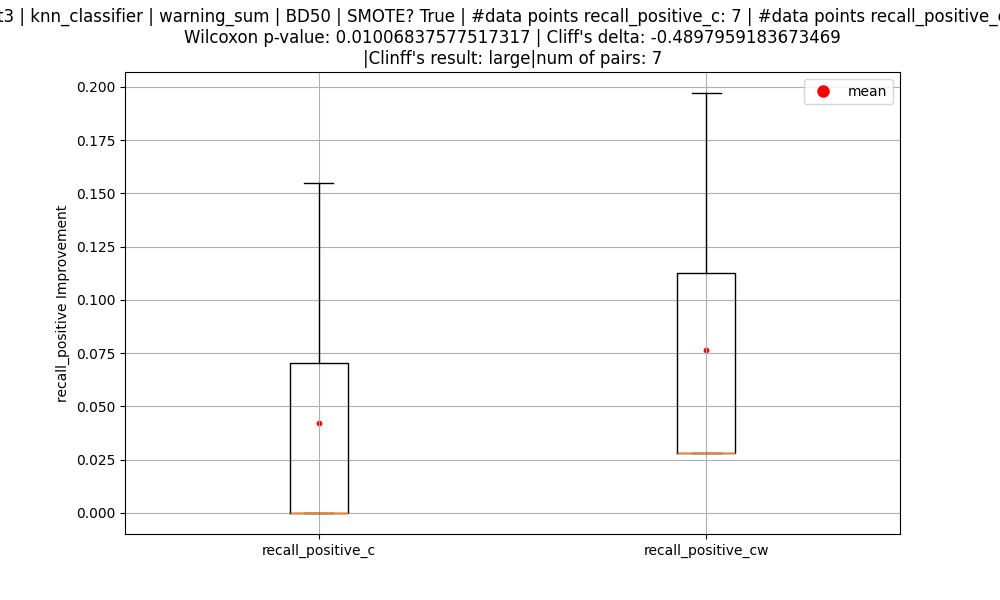 t3 | knn_classifier | warning_sum | BD50 | SMOTE? True | #data points recall_positive_c: 7 | #data points recall_positive_c
Wilcoxon p-value: 0.01006837577517317 | Cliff's delta: -0.4897959183673469
|Clinff's result: large|num of pairs: 7
mean
0.200
0.175
0.150
0.125
0.100
0.075
0.050
0.025
0.000
recall_positive Improvement
recall_positive_c
recall_positive_cw